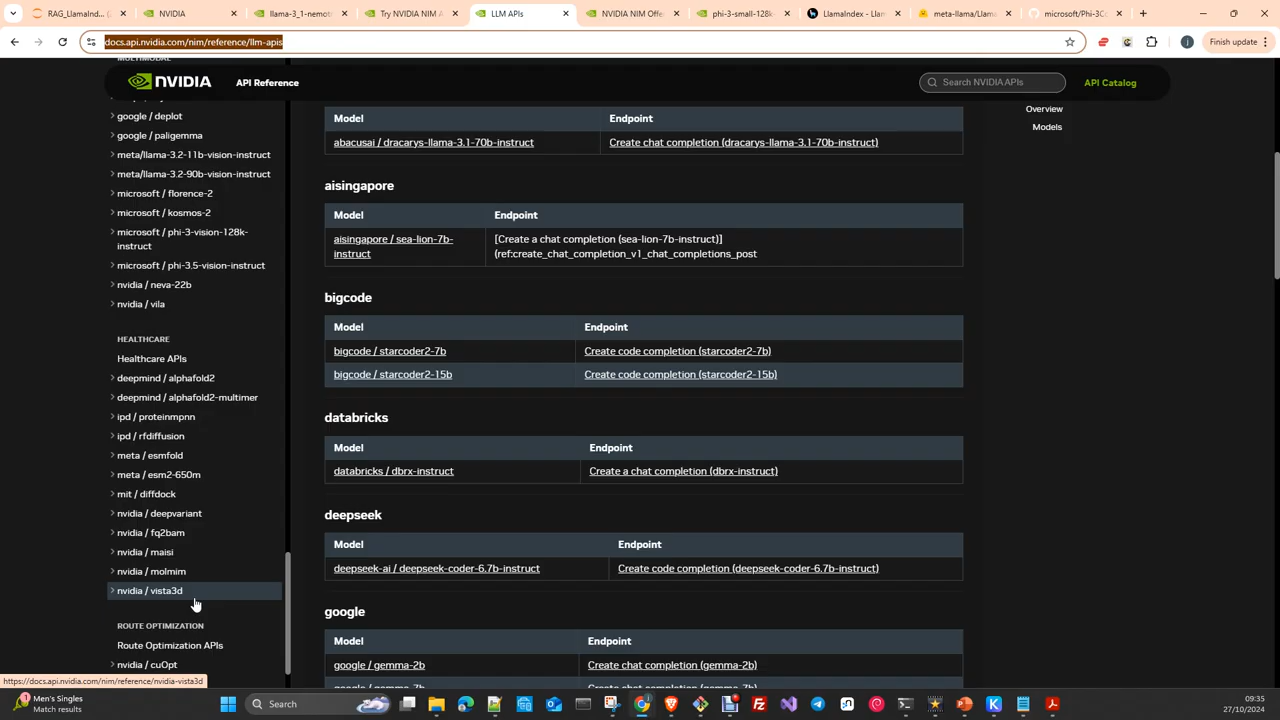 RAG_LlamaInd
NVIDIA
llama-3_1-nemotr
Try NVIDIA NIM A
LLM APIs
NVIDIA NIM Offe
phi-3-small-128k
LlamaIndex - Llam
meta-llama/Llama
microsoft/Phi-3Co
docs.api.nvidia.com/nim/reference/llm-apis
j
Finish update
MULTIMODAL
NVIDIA
API Reference
Search NVIDIA APIs
API Catalog
google / deplot
google / paligemma
meta/llama-3.2-11b-vision-instruct
meta/llama-3.2-90b-vision-instruct
microsoft / florence-2
microsoft / kosmos-2
microsoft / phi-3-vision-128k-
instruct
microsoft / phi-3.5-vision-instruct
nvidia / neva-22b
nvidia / vila
HEALTHCARE
Healthcare APIs
deepmind / alphafold2
deepmind / alphafold2-multimer
ipd / proteinmpnn
ipd / rfdiffusion
meta / esmfold
meta / esm2-650m
mit / diffdock
nvidia / deepvariant
nvidia / fq2bam
nvidia / maisi
nvidia / molmim
nvidia / vista3d
ROUTE OPTIMIZATION
Route Optimization APIs
nvidia / cuOpt
Model Endpoint
abacusai / dracarys-llama-3.1-70b-instruct Create chat completion (dracarys-llama-3.1-70b-instruct)
aisingapore
Model Endpoint
aisingapore / sea-lion-7b-
instruct
[Create a chat completion (sea-lion-7b-instruct)]
(ref:create_chat_completion_v1_chat_completions_post
bigcode
Model Endpoint
bigcode / starcoder2-7b Create code completion (starcoder2-7b)
bigcode / starcoder2-15b Create code completion (starcoder2-15b)
databricks
Model Endpoint
databricks / dbrx-instruct Create a chat completion (dbrx-instruct)
deepseek
Model Endpoint
deepseek-ai / deepseek-coder-6.7b-instruct Create code completion (deepseek-coder-6.7b-instruct)
google
Model Endpoint
google / gemma-2b Create chat completion (gemma-2b)
Overview
Models
https://docs.api.nvidia.com/nim/reference/nvidia-vista3d
Men's Singles
Match results
Search
09:35
27/10/2024